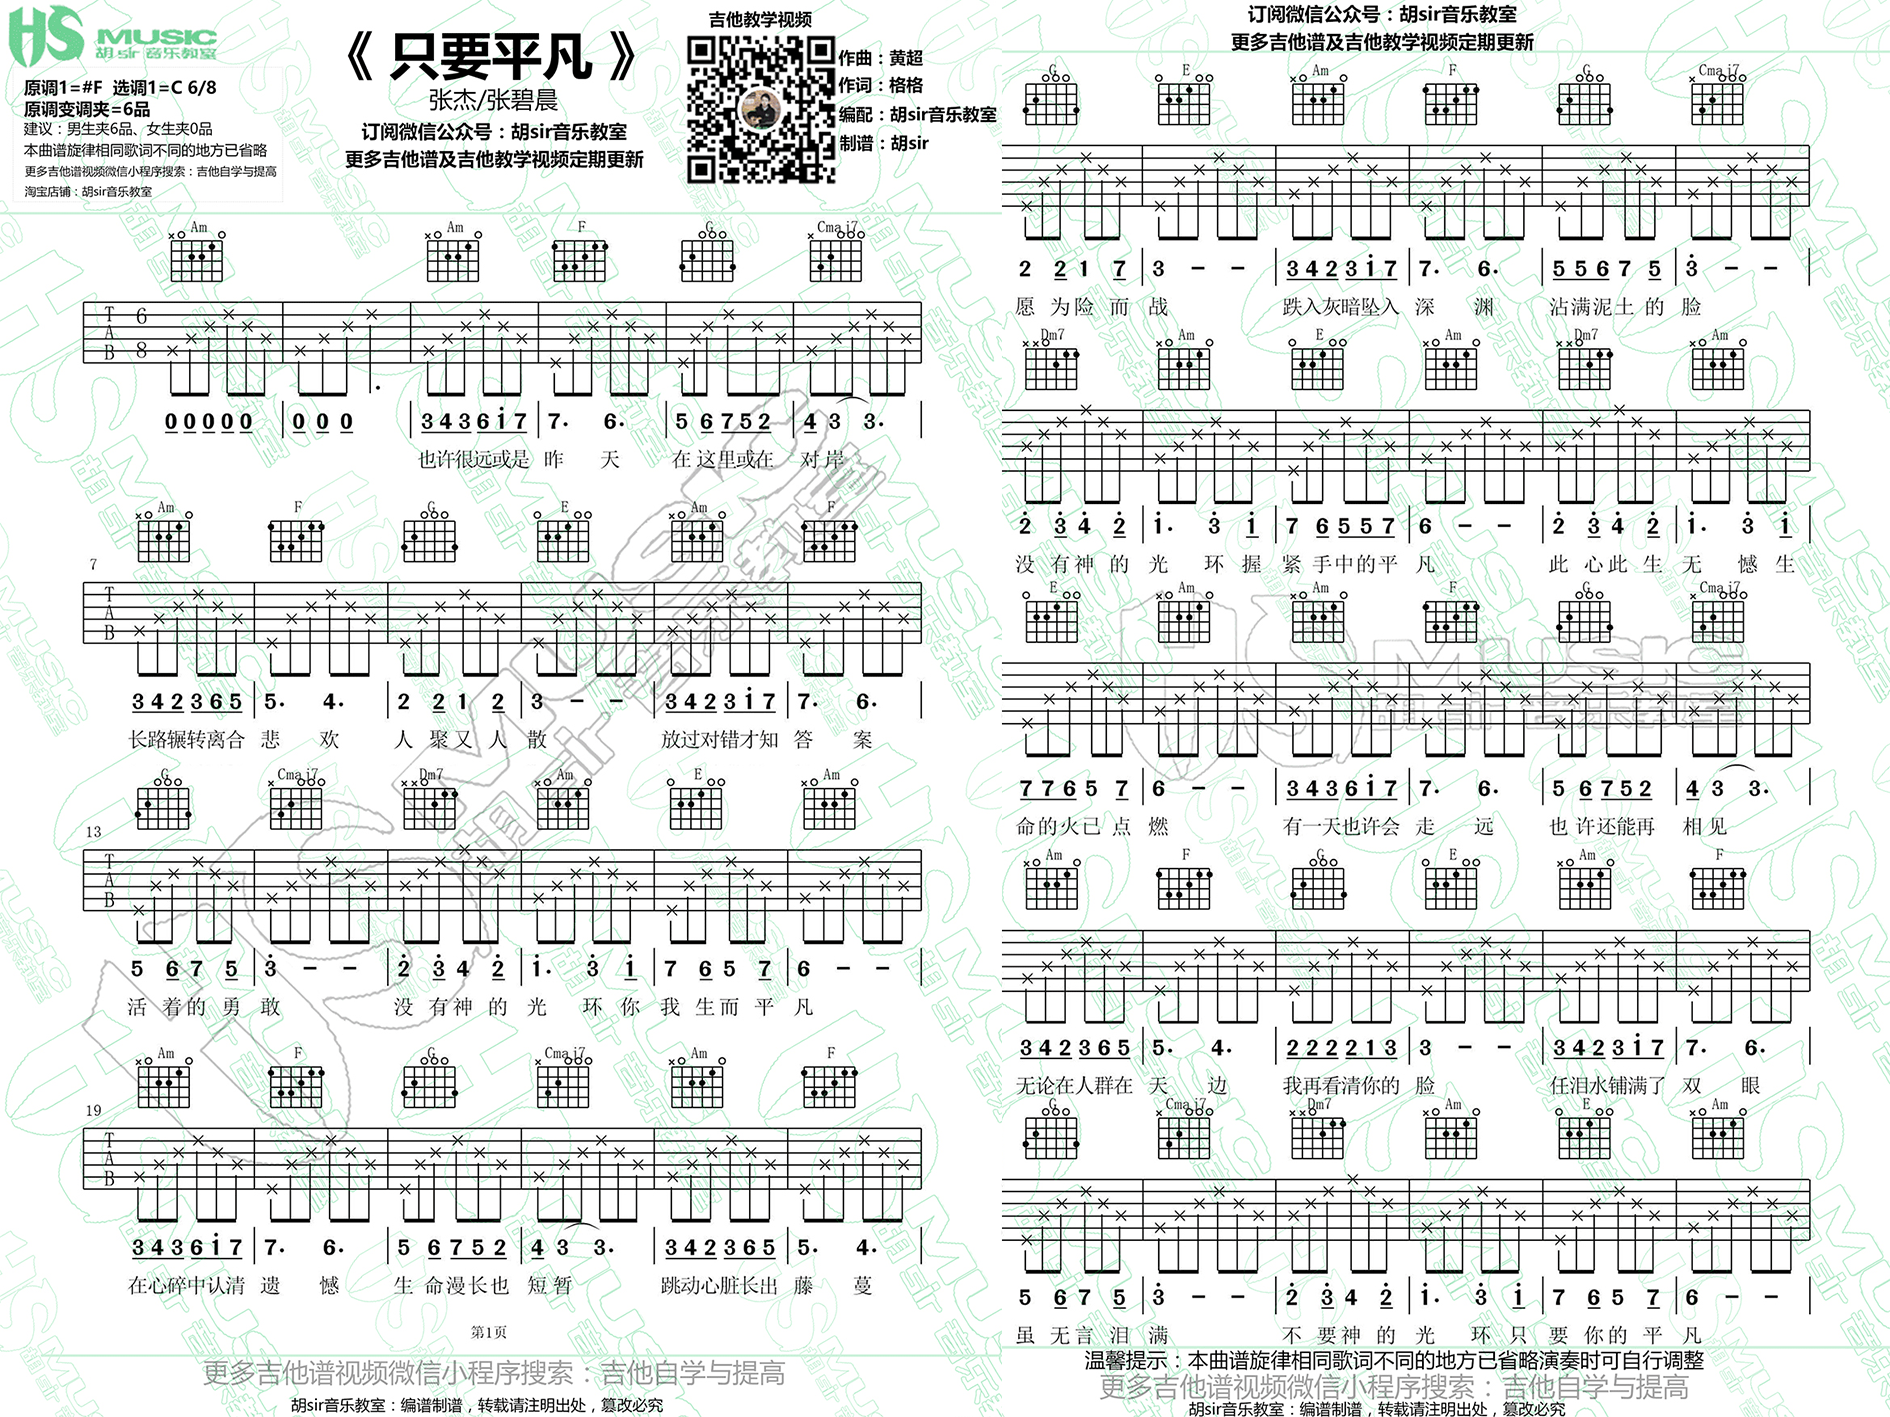 HS MUSIC
胡sir音乐教室
原调1=#F 选调1=C 6/8
原调变调夹=6品
建议：男生夹6品、女生夹0品
本曲谱旋律相同歌词不同的地方已省略
更多吉他谱视频微信小程序搜索：吉他自学与提高
淘宝店铺：胡sir音乐教室
《只要平凡》
张杰/张碧晨
订阅微信公众号：胡sir音乐教室
更多吉他谱及吉他教学视频定期更新
吉他教学视频
作曲：黄超
作词：格格
编配：胡sir音乐教室
制谱：胡sir
Am Am F G Cmaj7
T A B 6 8
0 0 0 0 0 | 0 0 0 | 3 4 3 6 i 7 | 7. 6. | 5 6 7 5 2 | 4 3 3.
也许很远或是 昨 天 在 这里或在 对 岸
Am F G E Am F
7
T A B
3 4 2 3 6 5 | 5. 4. | 2 2 1 2 | 3 - - | 3 4 2 3 i 7 | 7. 6.
长路辗转离合 悲 欢 人 聚又人 散 放过对错才知 答 案
G Cmaj7 Dm7 Am E Am
13
T A B
5 6 7 5 | 3 - - | 2 3 4 2 | i. 3 i | 7 6 5 7 | 6 - -
活 着的 勇 敢 没 有神 的 光 环 你 我 生而 平 凡
Am F G Cmaj7 Am F
19
T A B
3 4 3 6 i 7 | 7. 6. | 5 6 7 5 2 | 4 3 3. | 3 4 2 3 6 5 | 5. 4.
在心碎中认清 遗 憾 生 命漫长也 短 暂 跳动心脏长出 藤 蔓
第1页
更多吉他谱视频微信小程序搜索：吉他自学与提高
胡sir音乐教室：编谱制谱，转载请注明出处，篡改必究
订阅微信公众号：胡sir音乐教室
更多吉他谱及吉他教学视频定期更新
G E Am F G Cmaj7
2 2 1 7 | 3 - - | 3 4 2 3 i 7 | 7. 6. | 5 5 6 7 5 | 3 - -
愿 为险 而 战 跌入灰暗坠入 深 渊 沾满泥土 的 脸
Dm7 Am E Am Dm7 Am
2 3 4 2 | i. 3 i | 7 6 5 5 7 | 6 - - | 2 3 4 2 | i. 3 i
没 有神 的 光 环 握 紧 手中的平 凡 此 心此 生 无 憾 生
E Am Am F G Cmaj7
7 7 6 5 7 | 6 - - | 3 4 3 6 i 7 | 7. 6. | 5 6 7 5 2 | 4 3 3.
命的火已 点 燃 有一天也许会 走 远 也 许还能再 相 见
Am F G E Am F
3 4 2 3 6 5 | 5. 4. | 2 2 2 2 1 3 | 3 - - | 3 4 2 3 i 7 | 7. 6.
无论在人群在 天 边 我再看清你的 脸 任泪水铺满了 双 眼
G Cmaj7 Dm7 Am E Am
5 6 7 5 | 3 - - | 2 3 4 2 | i. 3 i | 7 6 5 7 | 6 - -
虽 无言 泪 满 不 要神 的 光 环 只 要 你的 平 凡
温馨提示：本曲谱旋律相同歌词不同的地方已省略演奏时可自行调整
更多吉他谱视频微信小程序搜索：吉他自学与提高
胡sir音乐教室：编谱制谱，转载请注明出处，篡改必究